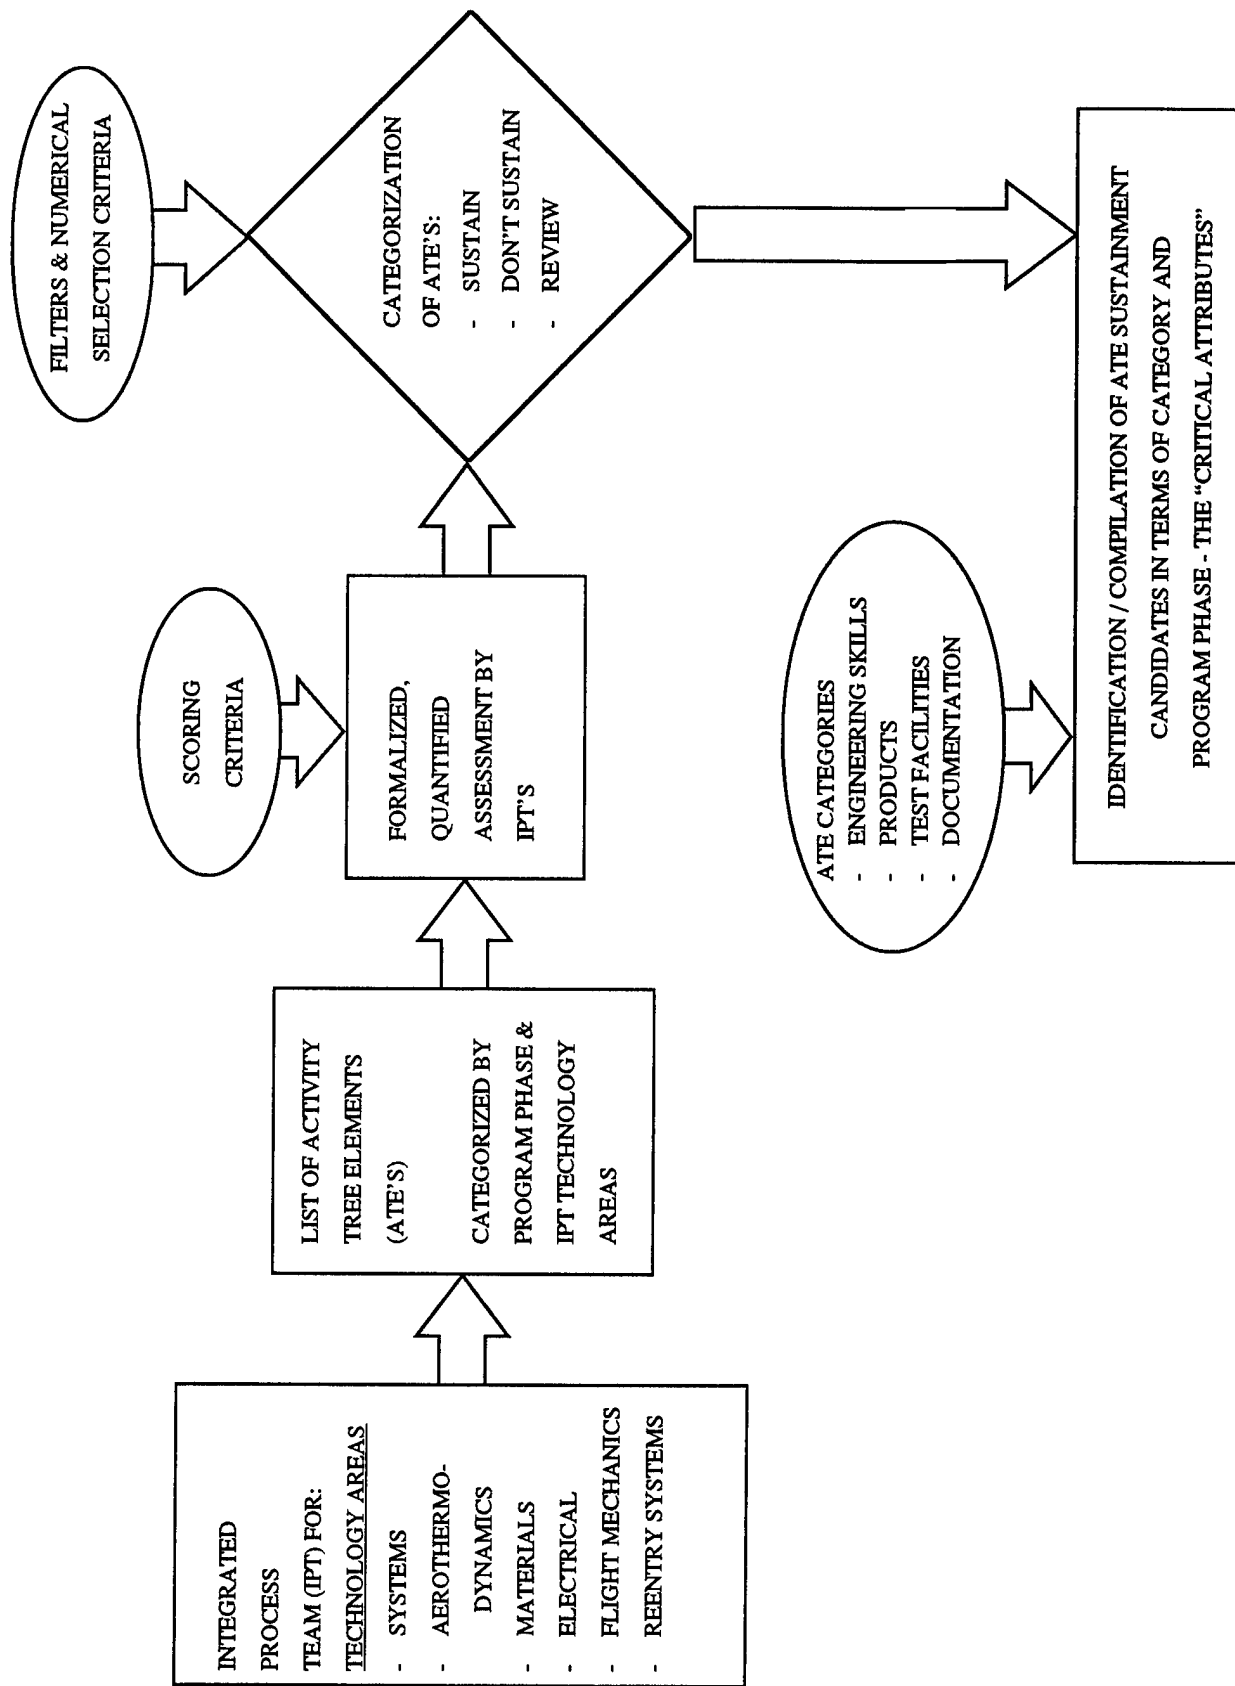 INTEGRATED
PROCESS
TEAM (IPT) FOR:
TECHNOLOGY AREAS
- SYSTEMS
- AEROTHERMO-
DYNAMICS
- MATERIALS
- ELECTRICAL
- FLIGHT MECHANICS
- REENTRY SYSTEMS
LIST OF ACTIVITY
TREE ELEMENTS
(ATE'S)
CATEGORIZED BY
PROGRAM PHASE &
IPT TECHNOLOGY
AREAS
SCORING
CRITERIA
FORMALIZED,
QUANTIFIED
ASSESSMENT BY
IPT'S
FILTERS & NUMERICAL
SELECTION CRITERIA
CATEGORIZATION
OF ATE'S:
- SUSTAIN
- DON'T SUSTAIN
- REVIEW
ATE CATEGORIES
- ENGINEERING SKILLS
- PRODUCTS
- TEST FACILITIES
- DOCUMENTATION
IDENTIFICATION / COMPILATION OF ATE SUSTAINMENT
CANDIDATES IN TERMS OF CATEGORY AND
PROGRAM PHASE - THE "CRITICAL ATTRIBUTES"